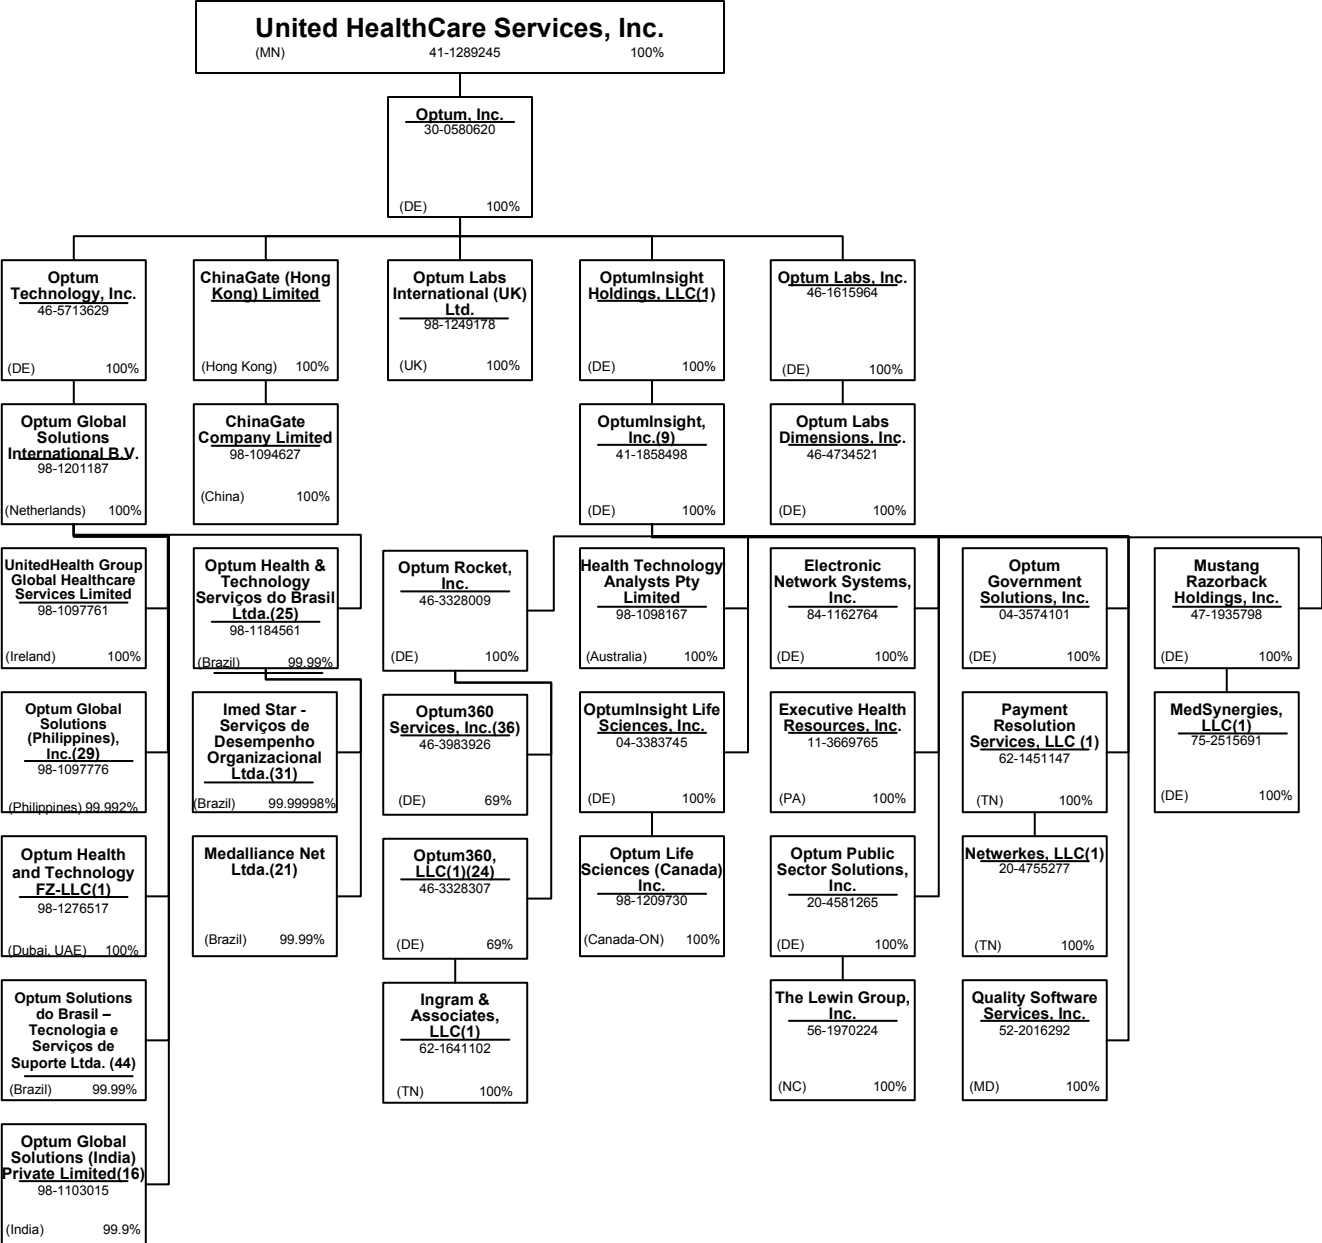 United HealthCare Services, Inc.
(MN) 41-1289245 100%
Optum, Inc.
30-0580620
(DE) 100%
Optum
Technology, Inc.
46-5713629
(DE) 100%
ChinaGate (Hong
Kong) Limited
(Hong Kong) 100%
Optum Labs
International (UK)
Ltd.
98-1249178
(UK) 100%
OptumInsight
Holdings, LLC(1)
(DE) 100%
Optum Labs, Inc.
46-1615964
(DE) 100%
Optum Global
Solutions
International B.V.
98-1201187
(Netherlands) 100%
ChinaGate
Company Limited
98-1094627
(China) 100%
OptumInsight,
Inc.(9)
41-1858498
(DE) 100%
Optum Labs
Dimensions, Inc.
46-4734521
(DE) 100%
UnitedHealth Group
Global Healthcare
Services Limited
98-1097761
(Ireland) 100%
Optum Health &
Technology
Serviços do Brasil
Ltda.(25)
98-1184561
(Brazil) 99.99%
Optum Rocket,
Inc.
46-3328009
(DE) 100%
Health Technology
Analysts Pty
Limited
98-1098167
(Australia) 100%
Electronic
Network Systems,
Inc.
84-1162764
(DE) 100%
Optum
Government
Solutions, Inc.
04-3574101
(DE) 100%
Mustang
Razorback
Holdings, Inc.
47-1935798
(DE) 100%
Optum Global
Solutions
(Philippines),
Inc.(29)
98-1097776
(Philippines) 99.992%
Imed Star -
Serviços de
Desempenho
Organizacional
Ltda.(31)
(Brazil) 99.99998%
Optum360
Services, Inc.(36)
46-3983926
(DE) 69%
OptumInsight Life
Sciences, Inc.
04-3383745
(DE) 100%
Executive Health
Resources, Inc.
11-3669765
(PA) 100%
Payment
Resolution
Services, LLC (1)
62-1451147
(TN) 100%
MedSynergies,
LLC(1)
75-2515691
(DE) 100%
Optum Health
and Technology
FZ-LLC(1)
98-1276517
(Dubai, UAE) 100%
Medalliance Net
Ltda.(21)
(Brazil) 99.99%
Optum360,
LLC(1)(24)
46-3328307
(DE) 69%
Optum Life
Sciences (Canada)
Inc.
98-1209730
(Canada-ON) 100%
Optum Public
Sector Solutions,
Inc.
20-4581265
(DE) 100%
Netwerkes, LLC(1)
20-4755277
(TN) 100%
Optum Solutions
do Brasil –
Tecnologia e
Serviços de
Suporte Ltda. (44)
(Brazil) 99.99%
Ingram &
Associates,
LLC(1)
62-1641102
(TN) 100%
The Lewin Group,
Inc.
56-1970224
(NC) 100%
Quality Software
Services, Inc.
52-2016292
(MD) 100%
Optum Global
Solutions (India)
Private Limited(16)
98-1103015
(India) 99.9%